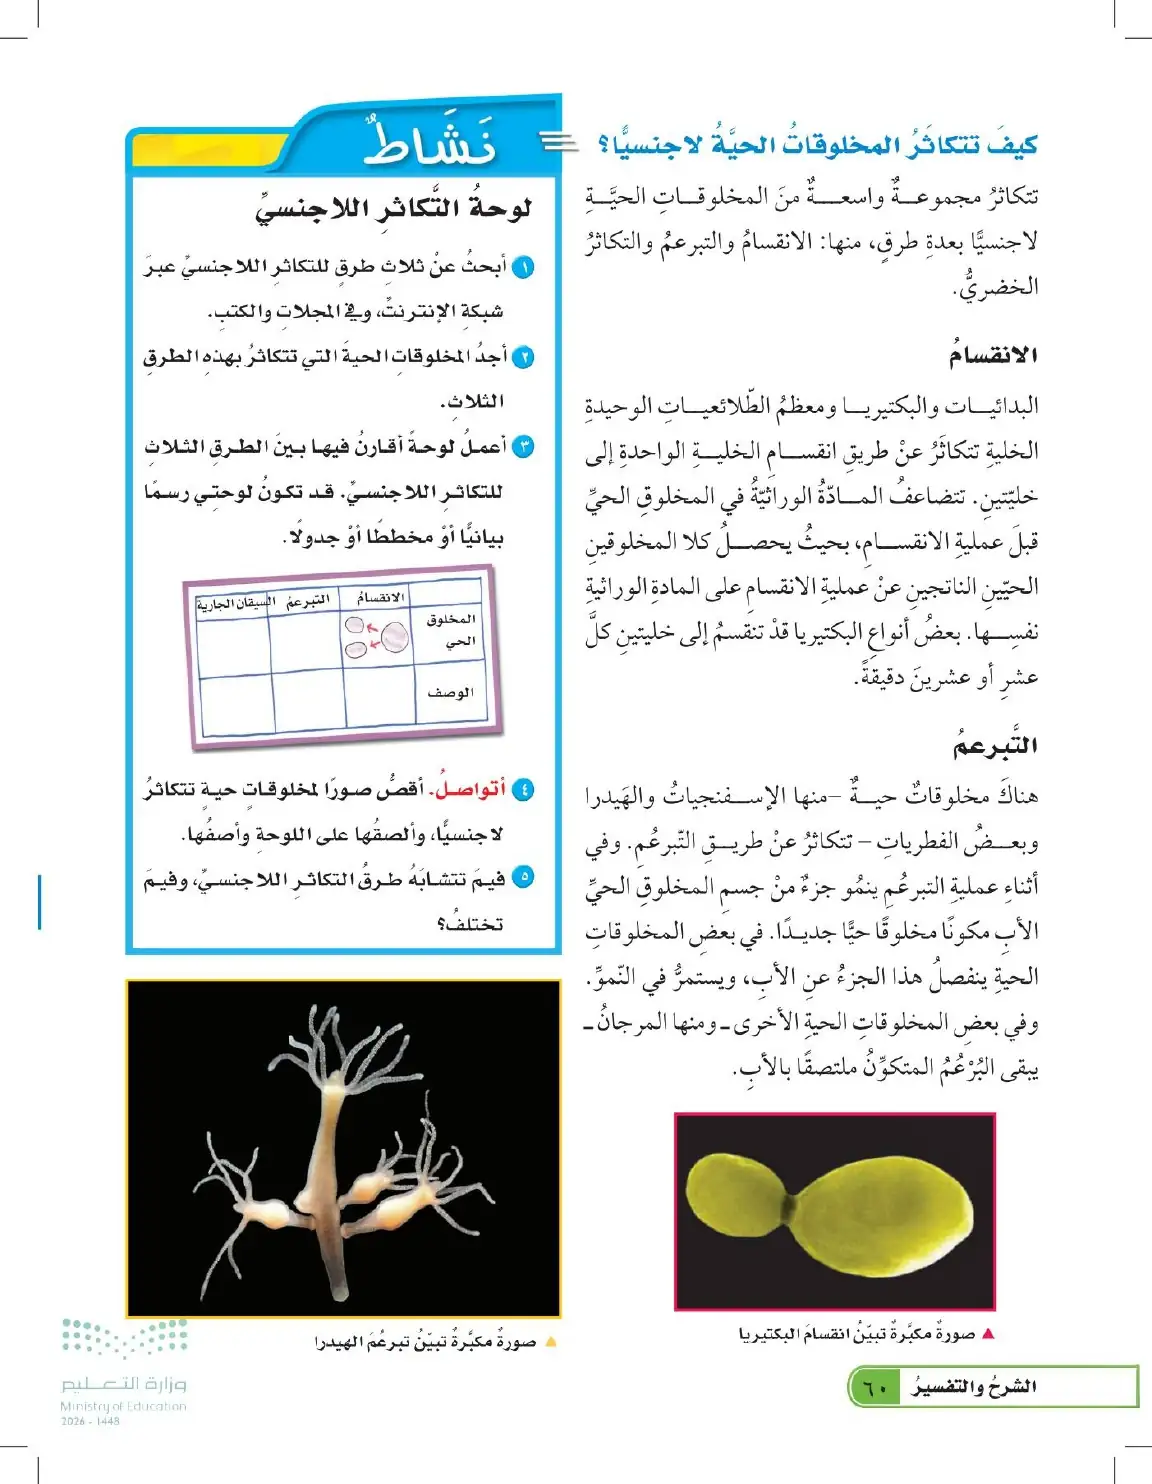 كيفَ تتكاثَرُ المخلوقاتُ الحيَّةُ لاجنسيًّا؟
تتكاثرُ مجموعةٌ واسعةٌ منَ المخلوقاتِ الحيَّةِ
لاجنسيًّا بعدةِ طرقٍ، منها: الانقسامُ والتبرعمُ والتكاثرُ
الخضريُّ.
الانقسامُ
البدائيات والبكتيريا ومعظمُ الطّلائعياتِ الوحيدةِ
الخليةِ تتكاثَرُ عنْ طريقِ انقسامِ الخليةِ الواحدةِ إلى
خليّتينِ. تتضاعفُ المادّةُ الوراثيّةُ في المخلوقِ الحيِّ
قبلَ عمليةِ الانقسامِ، بحيثُ يحصلُ كلا المخلوقينِ
الحيّينِ الناتجينِ عنْ عمليةِ الانقسامِ على المادةِ الوراثيةِ
نفسِها. بعضُ أنواعِ البكتيريا قدْ تنقسمُ إلى خليتينِ كلَّ
عشرِ أو عشرينَ دقيقةً.
التَّبرعمُ
هناكَ مخلوقاتٌ حيةٌ -منها الإسفنجياتُ والهَيدرا
وبعضُ الفطرياتِ - تتكاثرُ عنْ طريقِ التّبرعُمِ. وفي
أثناءِ عمليةِ التبرعُمِ ينمُو جزءٌ منْ جسمِ المخلوقِ الحيِّ
الأبِ مكونًا مخلوقًا حيًّا جديدًا. في بعضِ المخلوقاتِ
الحيةِ ينفصلُ هذا الجزءُ عنِ الأبِ، ويستمرُّ في النّموِّ.
وفي بعضِ المخلوقاتِ الحيةِ الأخرى ـ ومنها المرجانُ ـ
يبقى البُرْعُمُ المتكوِّنُ ملتصقًا بالأبِ.
▲ صورةٌ مكبَّرةٌ تبيّنُ انقسامَ البكتيريا
نَشَاطٌ
لوحةُ التَّكاثرِ اللاجنسيِّ
١ أبحثُ عنْ ثلاثِ طرقٍ للتكاثرِ اللاجنسيِّ عبرَ
شبكةِ الإنترنتْ، وفي المجلاتِ والكتبِ.
٢ أجدُ المخلوقاتِ الحيةَ التي تتكاثرُ بهذهِ الطرقِ
الثلاثِ.
٣ أعملُ لوحةً أقارنُ فيها بينَ الطرقِ الثلاثِ
للتكاثرِ اللاجنسيِّ. قد تكونُ لوحتِي رسمًا
بيانيًّا أوْ مخططًا أوْ جدولًا.
الانقسامُ التبرعمُ السيقان الجارية
المخلوق
الحي
الوصف
٤ أتواصلُ. أقصُّ صورًا لمخلوقاتٍ حيةٍ تتكاثرُ
لاجنسيًّا، وألصقُها على اللوحةِ وأصفُها.
٥ فيمَ تتشابَهُ طرقُ التكاثرِ اللاجنسيِّ، وفيمَ
تختلفُ؟
▲ صورةٌ مكبَّرةٌ تبيّنُ تبرعُمَ الهيدرا
٦٠ الشرحُ والتفسيرُ
وزارة التعليم
Ministry of Education
2026 - 1448